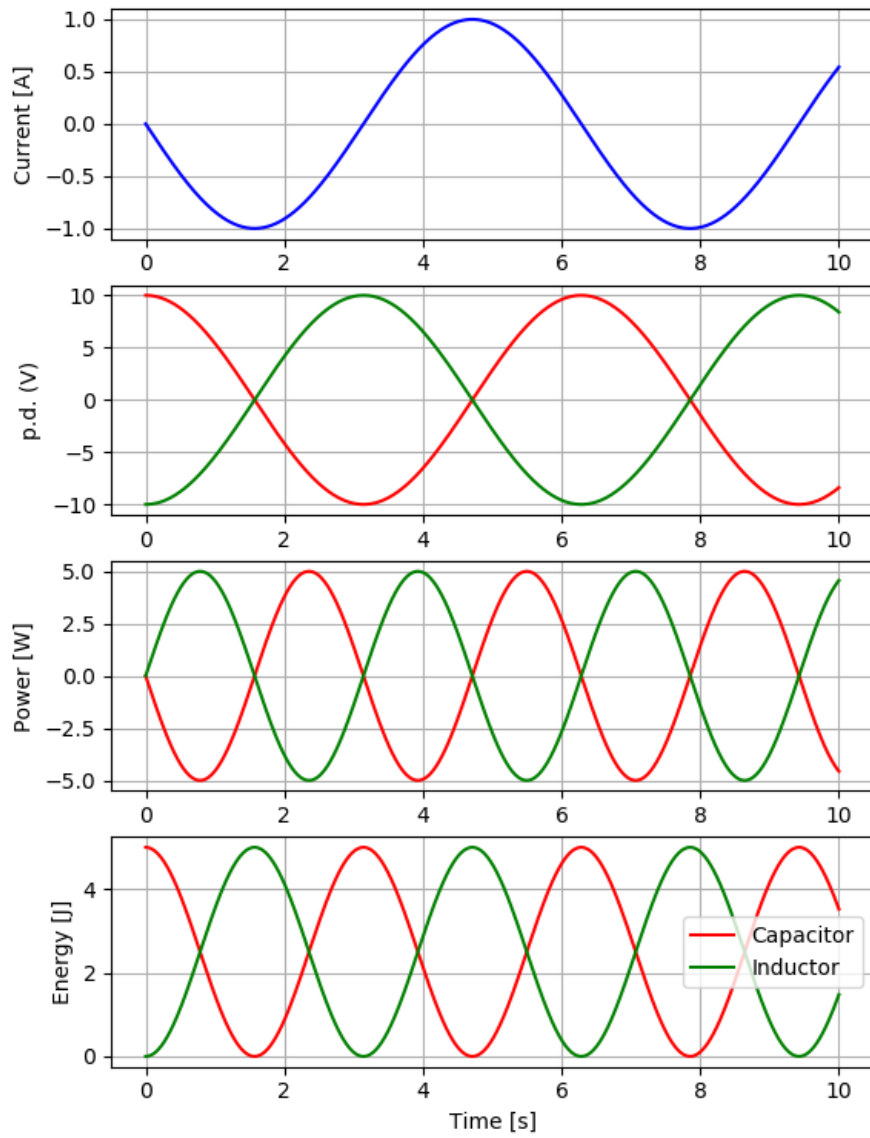 Current [A]
1.0
0.5
0.0
−0.5
−1.0
0 2 4 6 8 10
p.d. (V)
10
5
0
−5
−10
0 2 4 6 8 10
Power [W]
5.0
2.5
0.0
−2.5
−5.0
0 2 4 6 8 10
Energy [J]
4
2
0
Capacitor
Inductor
0 2 4 6 8 10
Time [s]